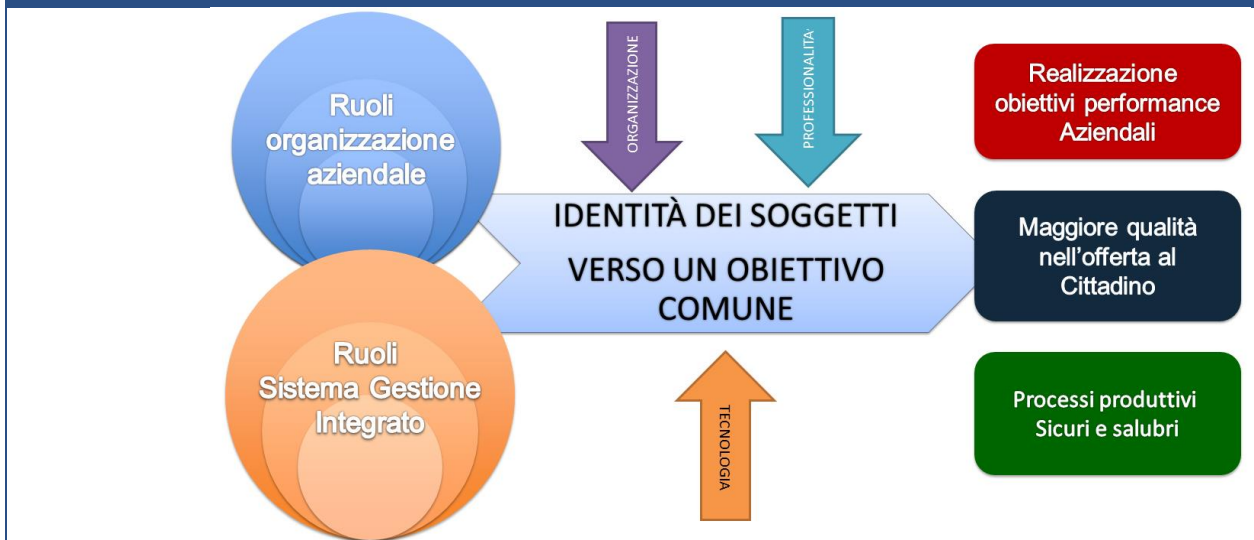 Ruoli
organizzazione
aziendale
Ruoli
Sistema Gestione
Integrato
ORGANIZZAZIONE
PROFESSIONALITA'
IDENTITÀ DEI SOGGETTI
VERSO UN OBIETTIVO
COMUNE
TECNOLOGIA
Realizzazione
obiettivi performance
Aziendali
Maggiore qualità
nell'offerta al
Cittadino
Processi produttivi
Sicuri e salubri